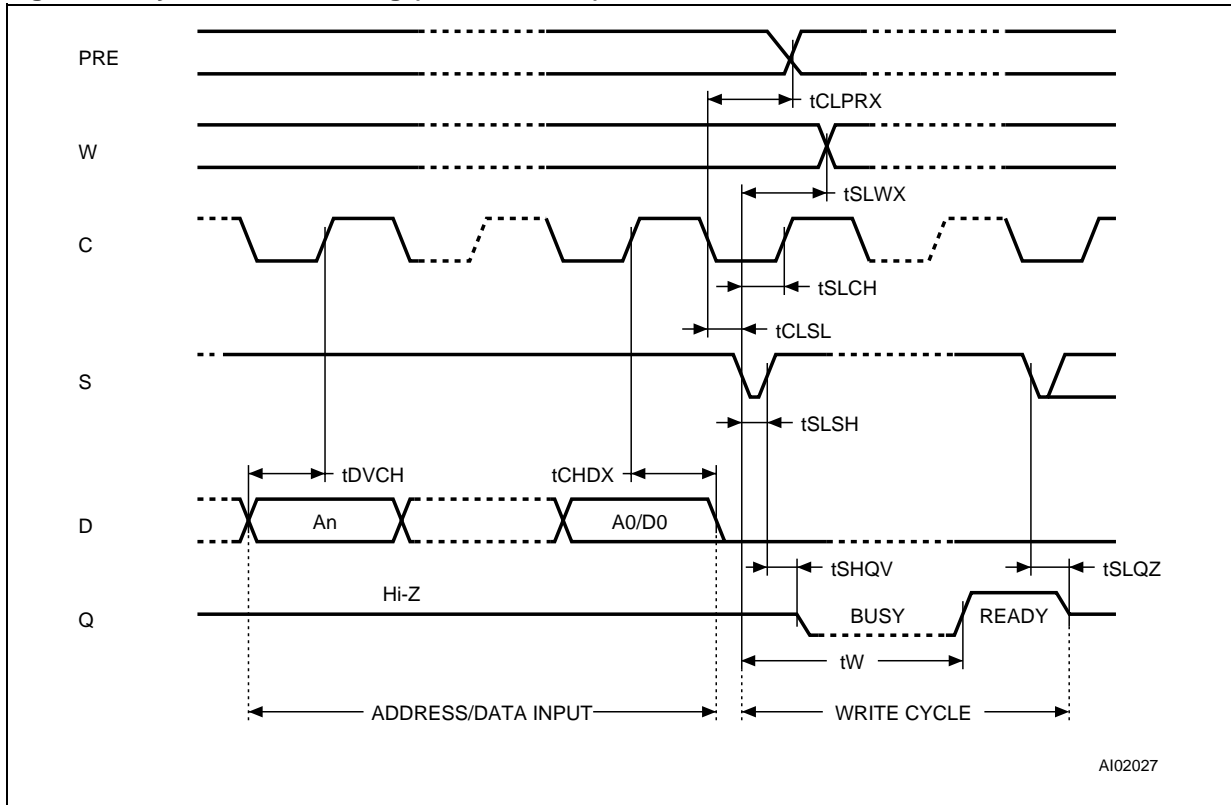 PRE
tCLPRX
W
tSLWX
C
tSLCH
tCLSL
S
tSLSH
tDVCH
tCHDX
D
An
A0/D0
tSHQV
tSLQZ
Hi-Z
Q
BUSY
READY
tW
ADDRESS/DATA INPUT
WRITE CYCLE
AI02027